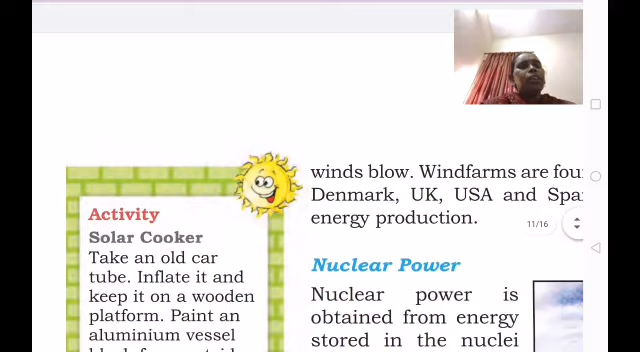 Activity
Solar Cooker
Take an old car
tube. Inflate it and
keep it on a wooden
platform. Paint an
aluminium vessel
winds blow. Windfarms are
Denmark, UK, USA and
energy production.
11/16
Nuclear Power
Nuclear power is
obtained from energy
stored in the nuclei